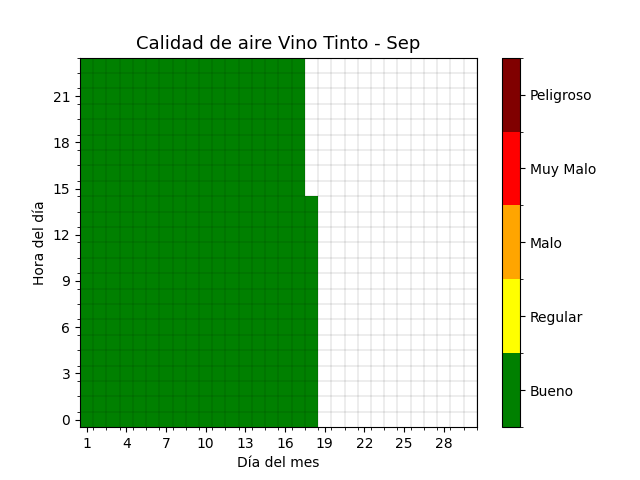 Calidad de aire Vino Tinto - Sep
Hora del día
21
18
15
12
9
6
3
0
1 4 7 10 13 16 19 22 25 28
Día del mes
Peligroso
Muy Malo
Malo
Regular
Bueno